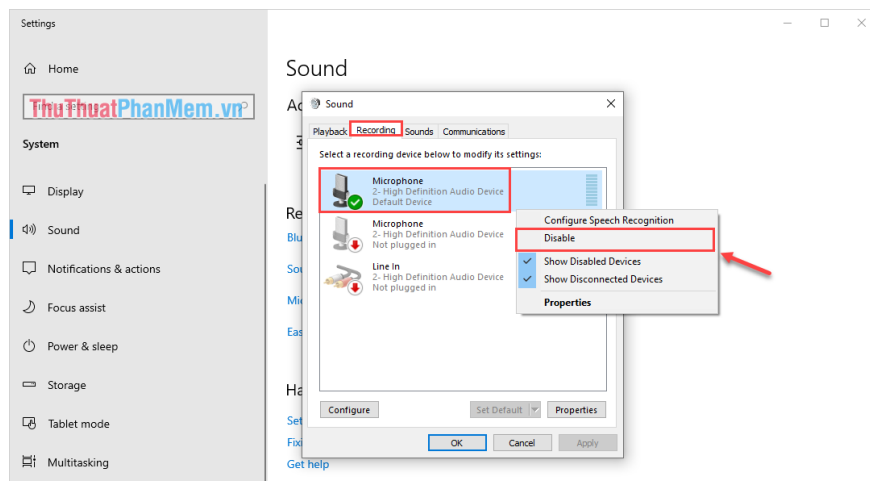 Settings
Home
ThuThuatPhanMem.vn
System
Display
Sound
Notifications & actions
Focus assist
Power & sleep
Storage
Tablet mode
Multitasking
Sound
Sound
Playback Recording Sounds Communications
Select a recording device below to modify its settings:
Microphone
2- High Definition Audio Device
Default Device
Microphone
2- High Definition Audio Device
Not plugged in
Line In
2- High Definition Audio Device
Not plugged in
Configure Speech Recognition
Disable
Show Disabled Devices
Show Disconnected Devices
Properties
Configure
Set Default
Properties
OK
Cancel
Apply
Get help